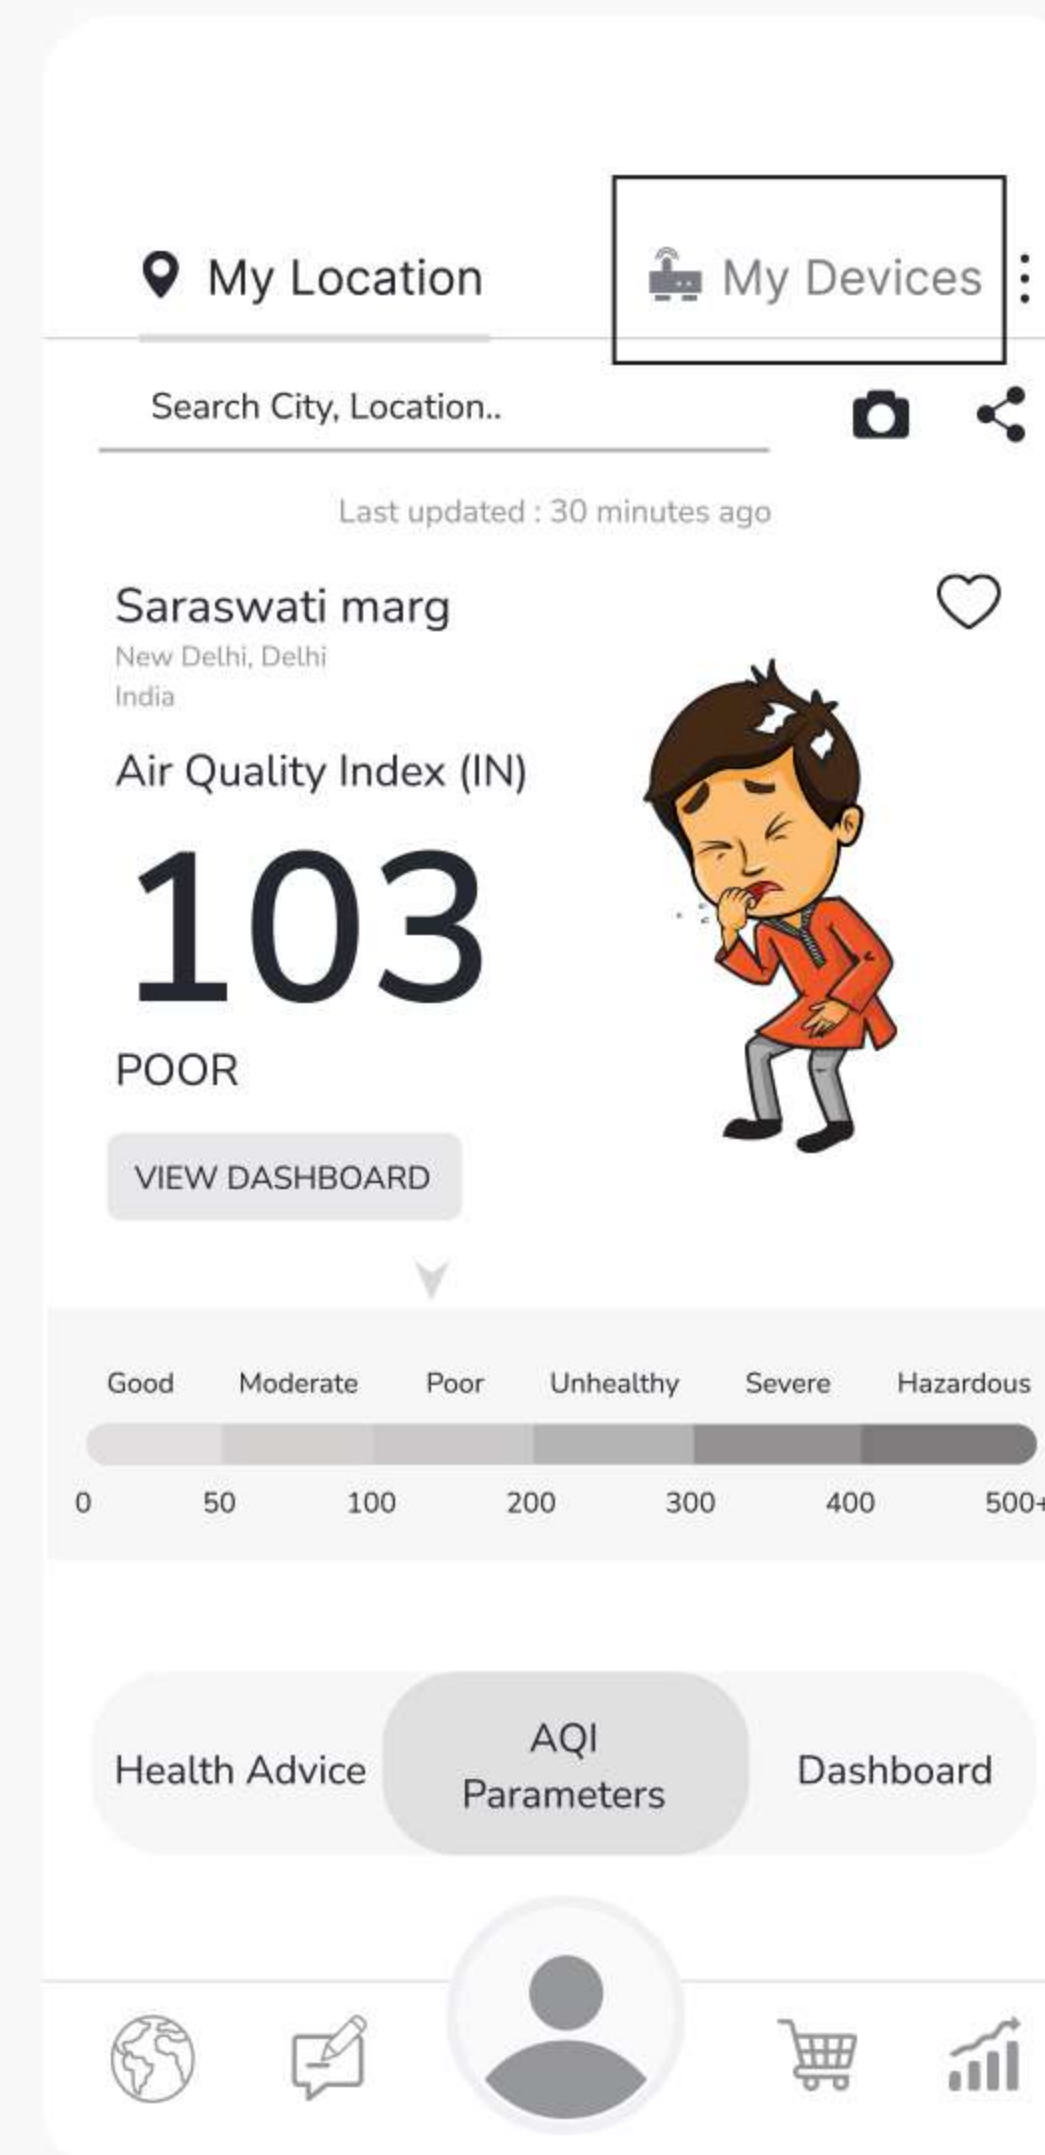 My Location My Devices
Search City, Location..
Last updated : 30 minutes ago
Saraswati marg
New Delhi, Delhi
India
Air Quality Index (IN)
103
POOR
VIEW DASHBOARD
Good Moderate Poor Unhealthy Severe Hazardous
0 50 100 200 300 400 500+
Health Advice
AQI
Parameters
Dashboard